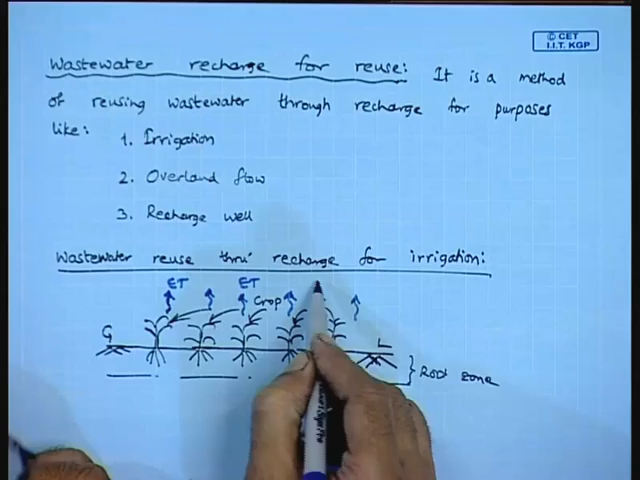 © CET
I.I.T. KGP
Wastewater recharge for reuse: It is a method
of reusing wastewater through recharge for purposes
like:
1. Irrigation
2. Overland flow
3. Recharge well
Wastewater reuse thru' recharge for irrigation:
ET ET
Crop
G L
Root zone